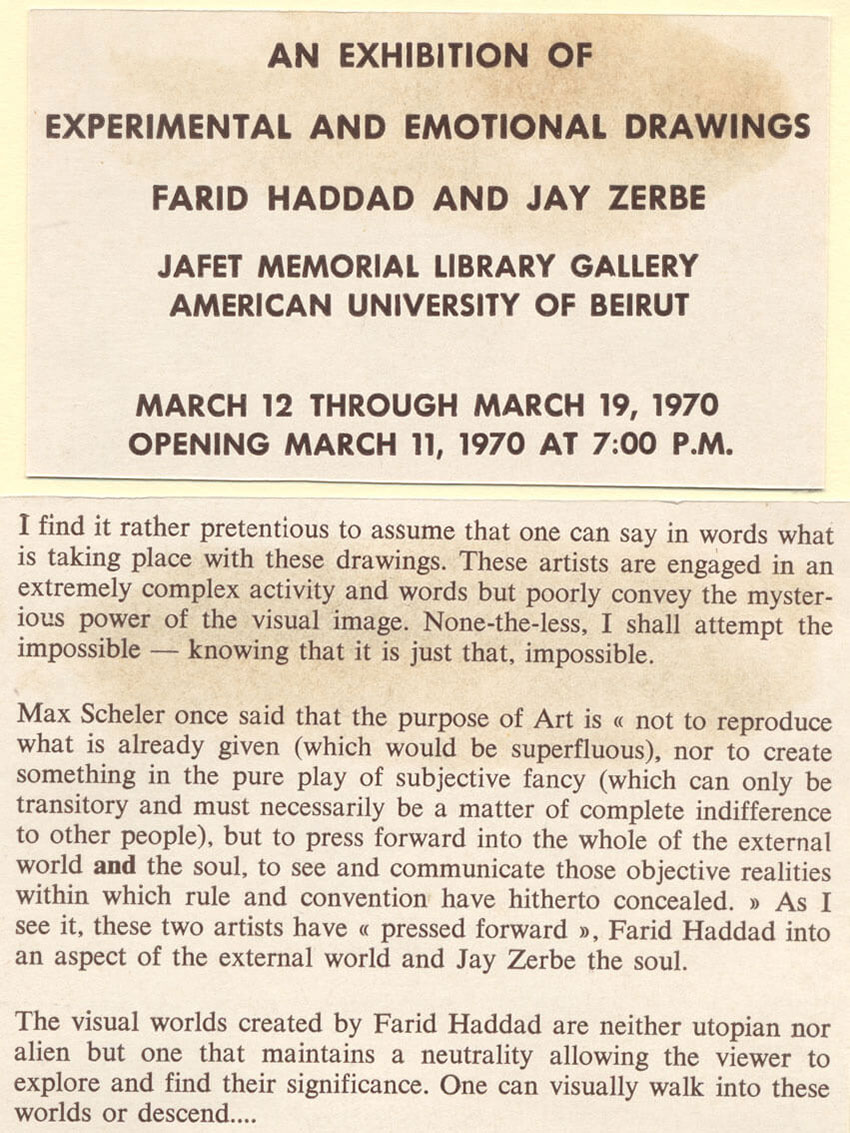 AN EXHIBITION OF
EXPERIMENTAL AND EMOTIONAL DRAWINGS
FARID HADDAD AND JAY ZERBE
JAFET MEMORIAL LIBRARY GALLERY
AMERICAN UNIVERSITY OF BEIRUT
MARCH 12 THROUGH MARCH 19, 1970
OPENING MARCH 11, 1970 AT 7:00 P.M.
I find it rather pretentious to assume that one can say in words what
is taking place with these drawings. These artists are engaged in an
extremely complex activity and words but poorly convey the myster-
ious power of the visual image. None-the-less, I shall attempt the
impossible — knowing that it is just that, impossible.
Max Scheler once said that the purpose of Art is « not to reproduce
what is already given (which would be superfluous), nor to create
something in the pure play of subjective fancy (which can only be
transitory and must necessarily be a matter of complete indifference
to other people), but to press forward into the whole of the external
world and the soul, to see and communicate those objective realities
within which rule and convention have hitherto concealed. » As I
see it, these two artists have « pressed forward », Farid Haddad into
an aspect of the external world and Jay Zerbe the soul.
The visual worlds created by Farid Haddad are neither utopian nor
alien but one that maintains a neutrality allowing the viewer to
explore and find their significance. One can visually walk into these
worlds or descend....